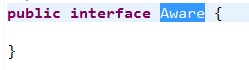 public interface Aware {
}